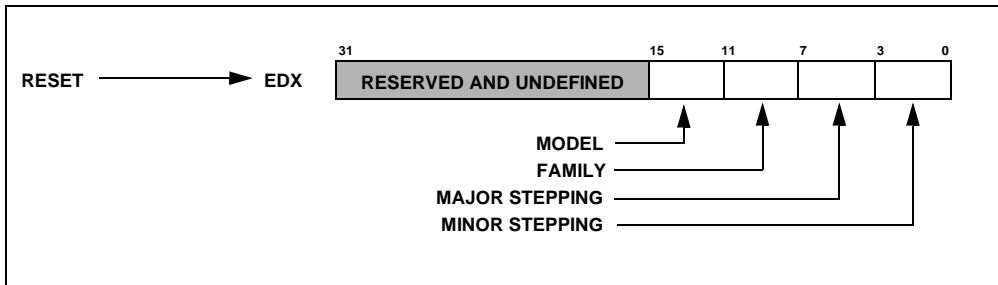 31 15 11 7 3 0
RESET EDX RESERVED AND UNDEFINED
MODEL
FAMILY
MAJOR STEPPING
MINOR STEPPING